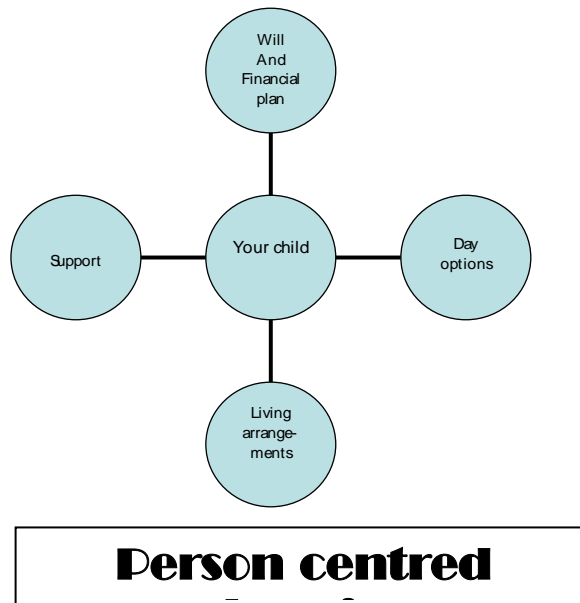 Will
And
Financial
plan
Support
Your child
Day
options
Living
arrange-
ments
Person centred